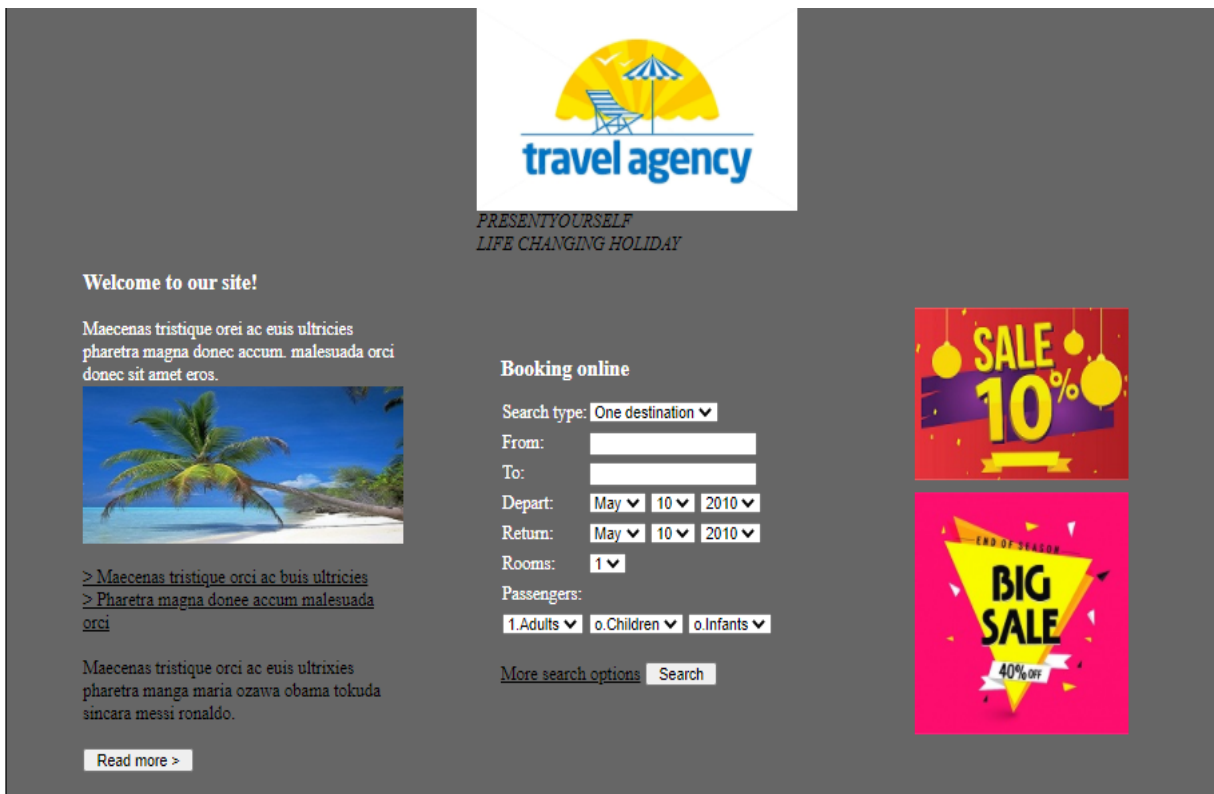 travel agency
PRESENTYOURSELF
LIFE CHANGING HOLIDAY
Welcome to our site!
Maecenas tristique orei ac euis ultricies
pharetra magna donec accum. malesuada orci
donec sit amet eros.
> Maecenas tristique orci ac buis ultricies
> Pharetra magna donee accum malesuada
orci
Maecenas tristique orci ac euis ultrixies
pharetra manga maria ozawa obama tokuda
sincara messi ronaldo.
Read more >
Booking online
Search type: One destination
From:
To:
Depart: May 10 2010
Return: May 10 2010
Rooms: 1
Passengers:
1.Adults o.Children o.Infants
More search options Search
SALE
10%
END OF SEASON
BIG
SALE
40% OFF